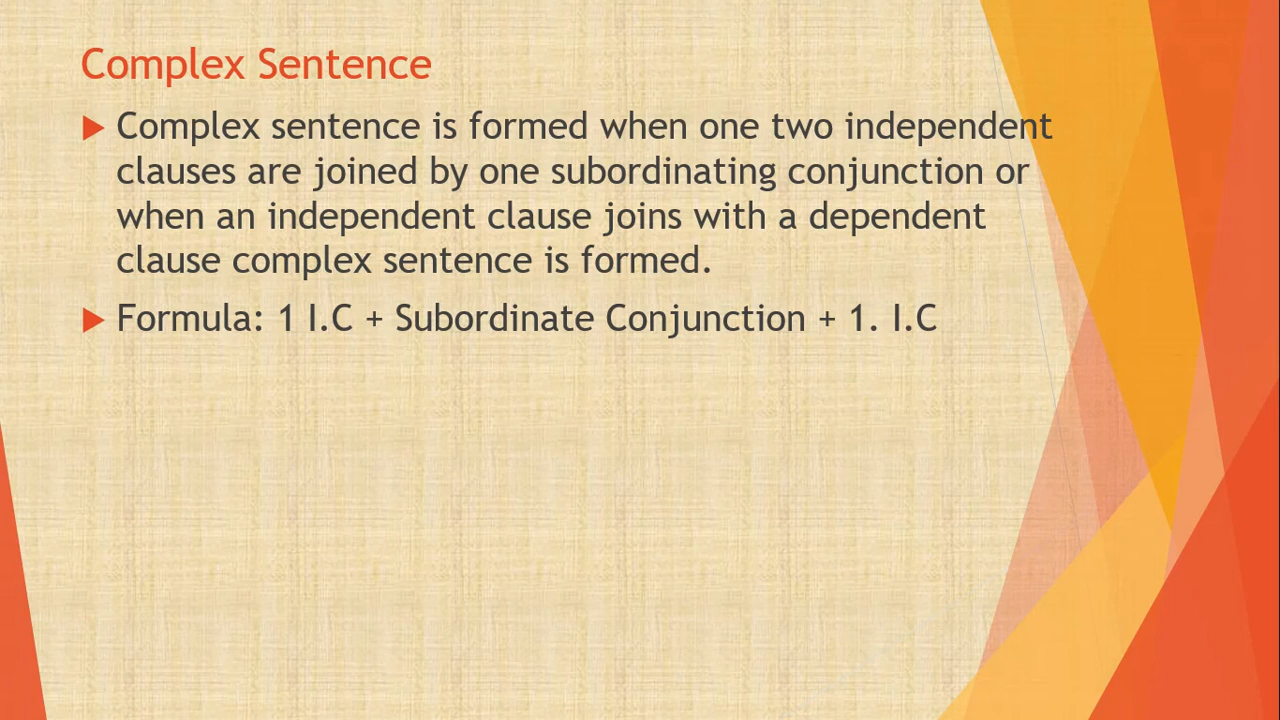 Complex Sentence
Complex sentence is formed when one two independent
clauses are joined by one subordinating conjunction or
when an independent clause joins with a dependent
clause complex sentence is formed.
Formula: 1 I.C + Subordinate Conjunction + 1. I.C